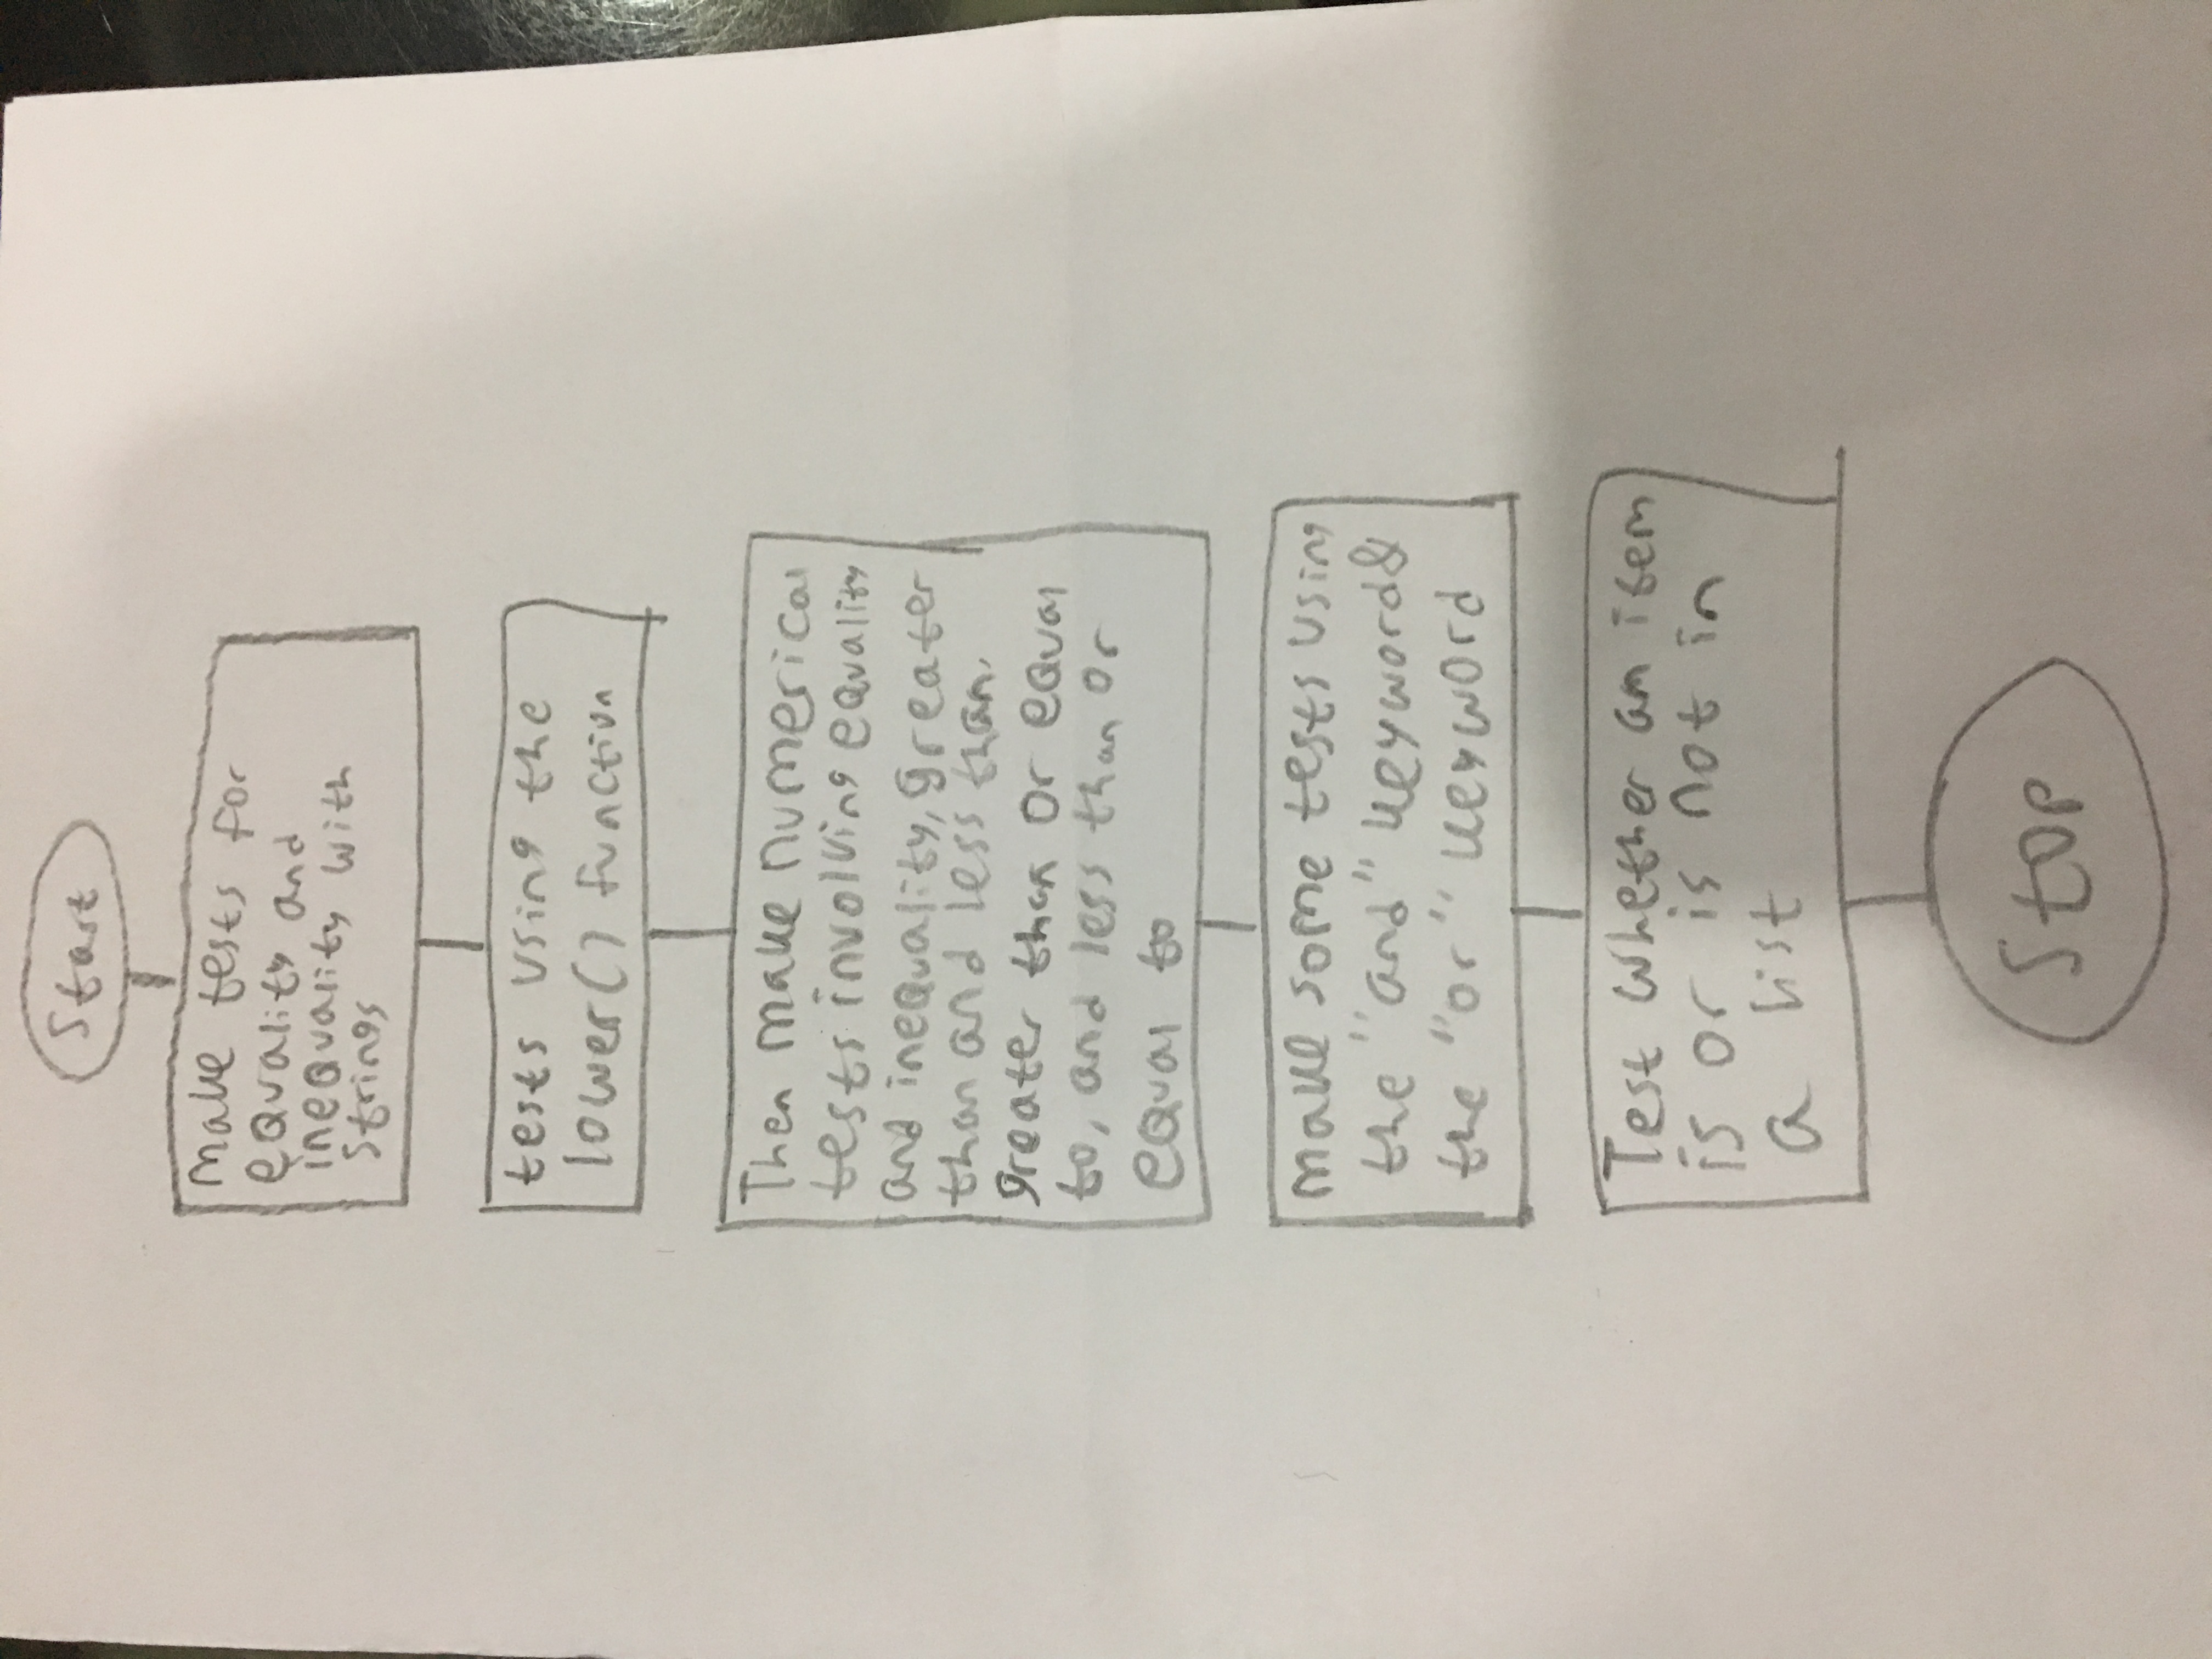 Start
Make tests for
equality and
inequality with
Strings
tests using the
lower() function
Then make numerical
tests involving equality
and inequality, greater
than and less than,
greater than or equal
to, and less than or
equal to
make some tests using
the "and" keyword &
the "or" keyword
Test whether an item
is or is not in
a list
Stop